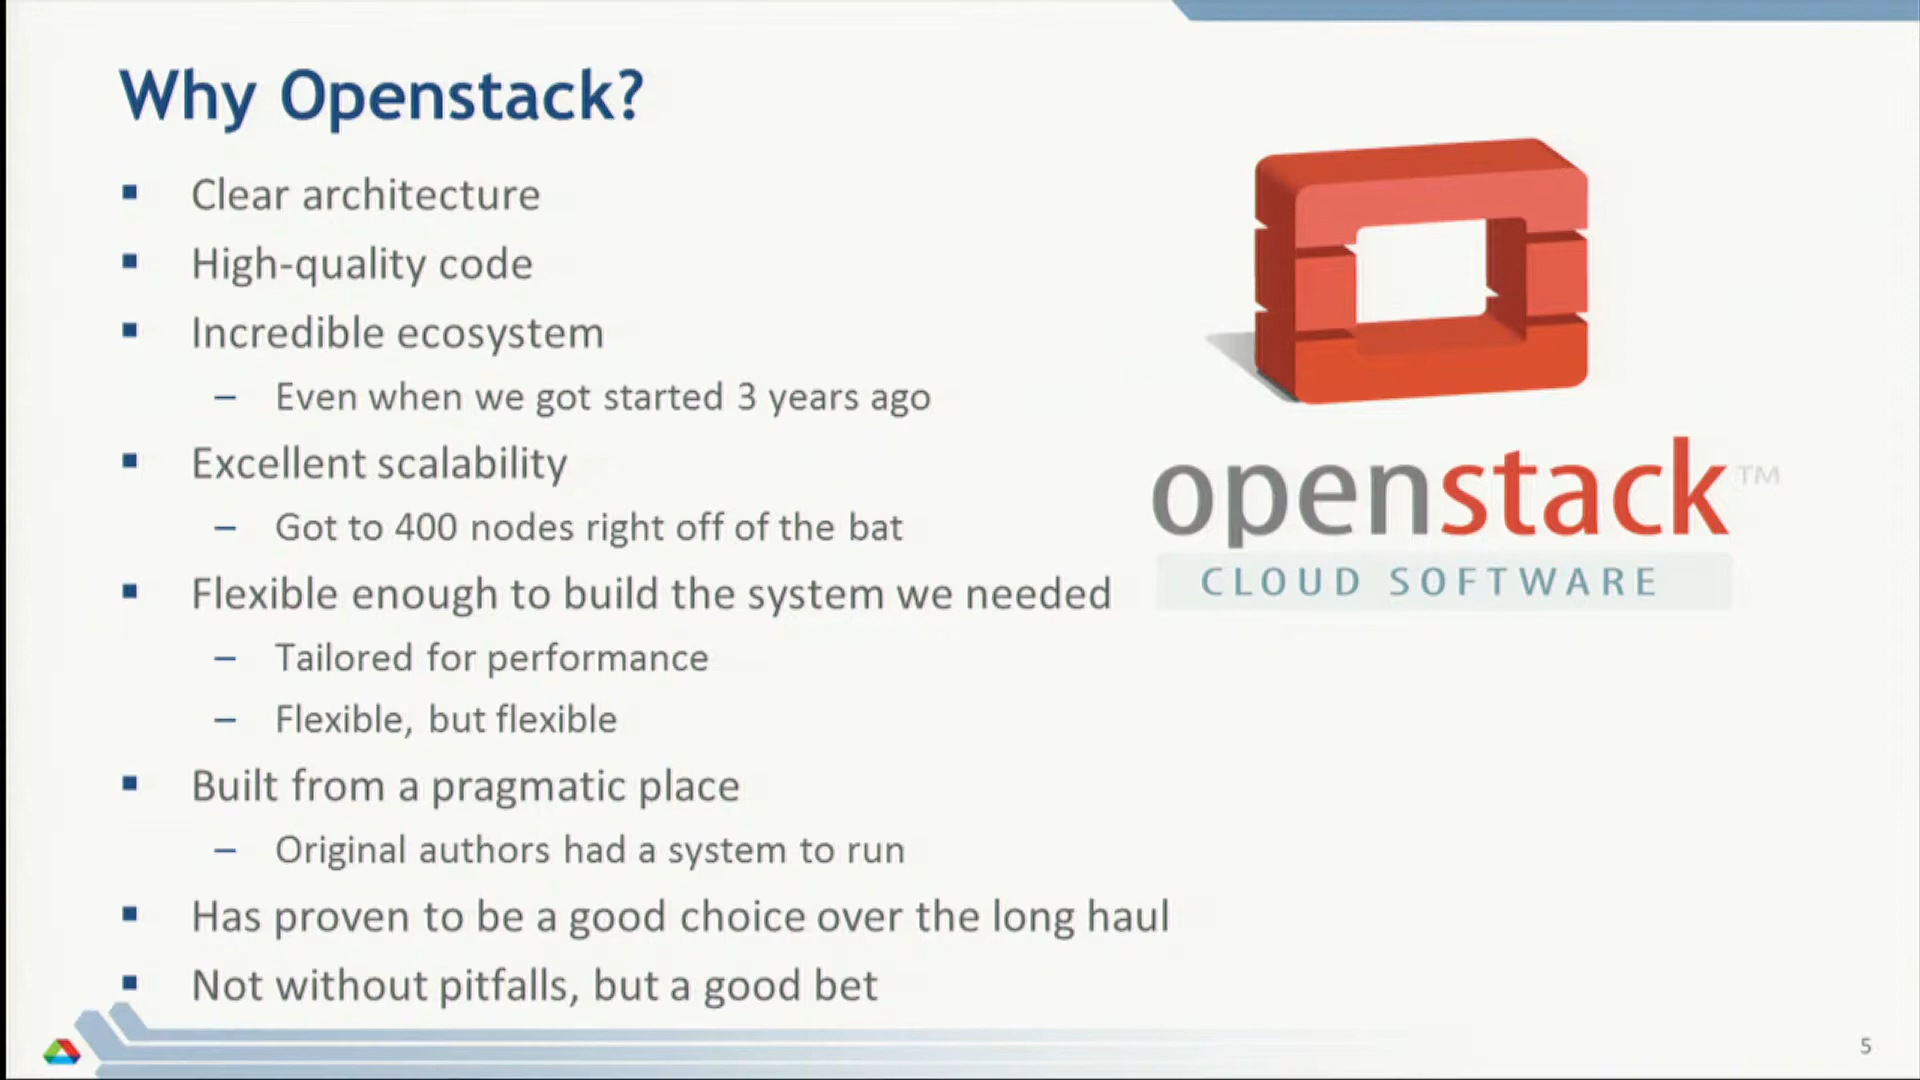 Why Openstack?
Clear architecture
High-quality code
Incredible ecosystem
– Even when we got started 3 years ago
Excellent scalability
– Got to 400 nodes right off of the bat
Flexible enough to build the system we needed
– Tailored for performance
– Flexible, but flexible
Built from a pragmatic place
– Original authors had a system to run
Has proven to be a good choice over the long haul
Not without pitfalls, but a good bet
openstack™
CLOUD SOFTWARE
5